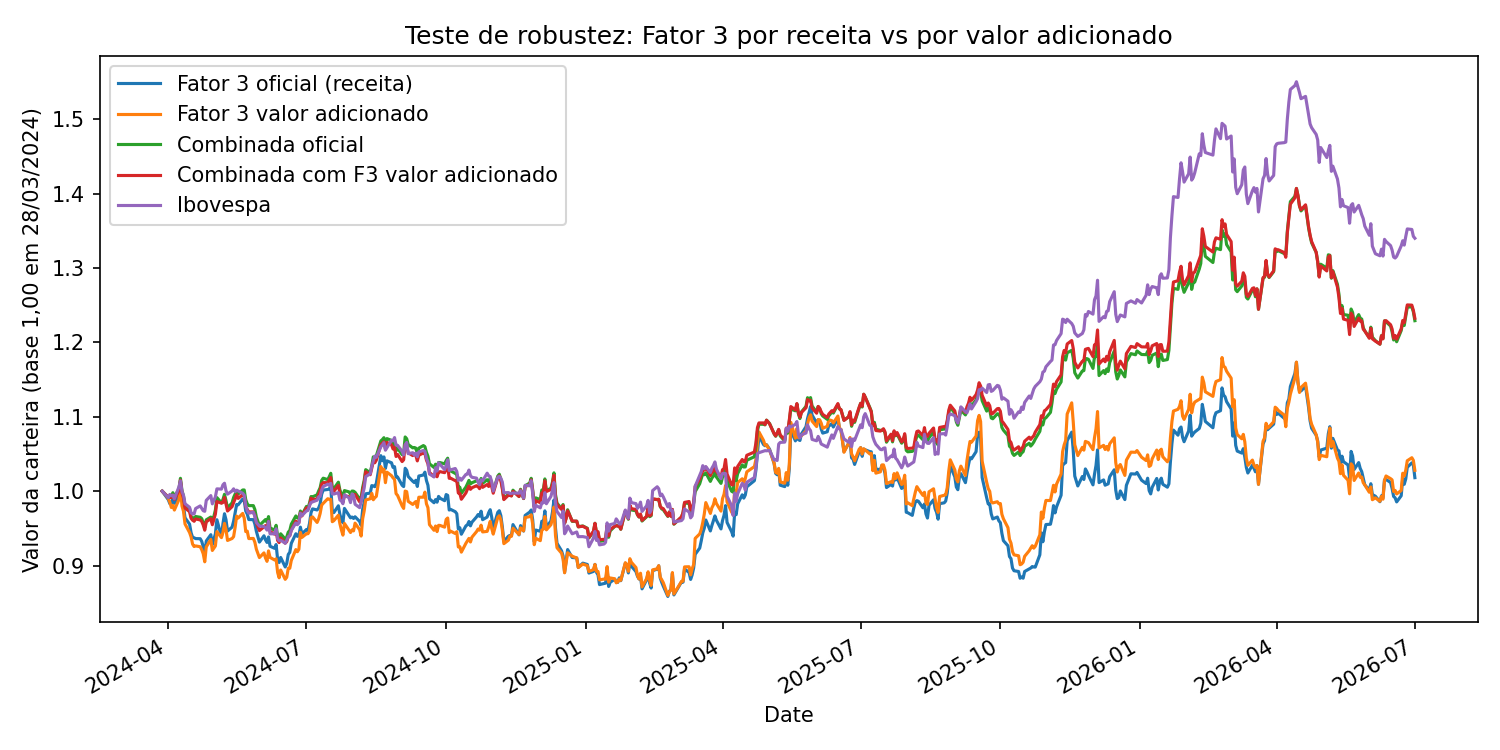 Teste de robustez: Fator 3 por receita vs por valor adicionado
Valor da carteira (base 1,00 em 28/03/2024)
Fator 3 oficial (receita)
Fator 3 valor adicionado
Combinada oficial
Combinada com F3 valor adicionado
Ibovespa
1.5
1.4
1.3
1.2
1.1
1.0
0.9
2024-04
2024-07
2024-10
2025-01
2025-04
2025-07
2025-10
2026-01
2026-04
2026-07
Date